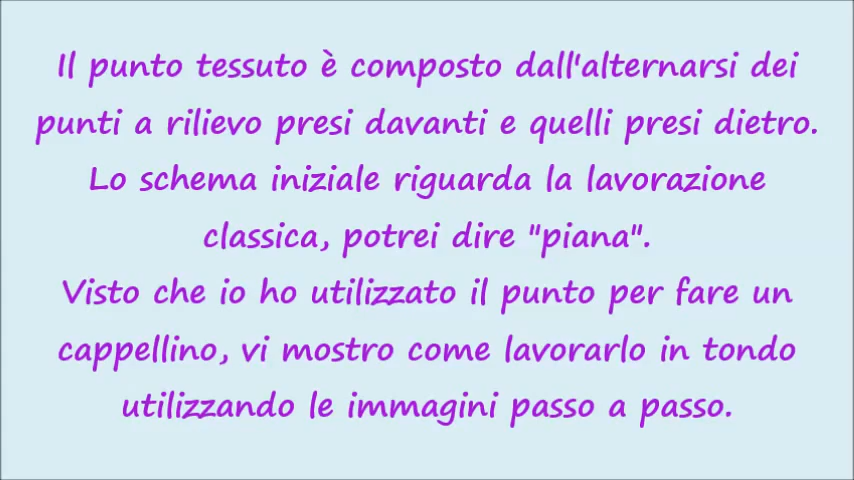 Il punto tessuto è composto dall'alternarsi dei
punti a rilievo presi davanti e quelli presi dietro.
Lo schema iniziale riguarda la lavorazione
classica, potrei dire "piana".
Visto che io ho utilizzato il punto per fare un
cappellino, vi mostro come lavorarlo in tondo
utilizzando le immagini passo a passo.